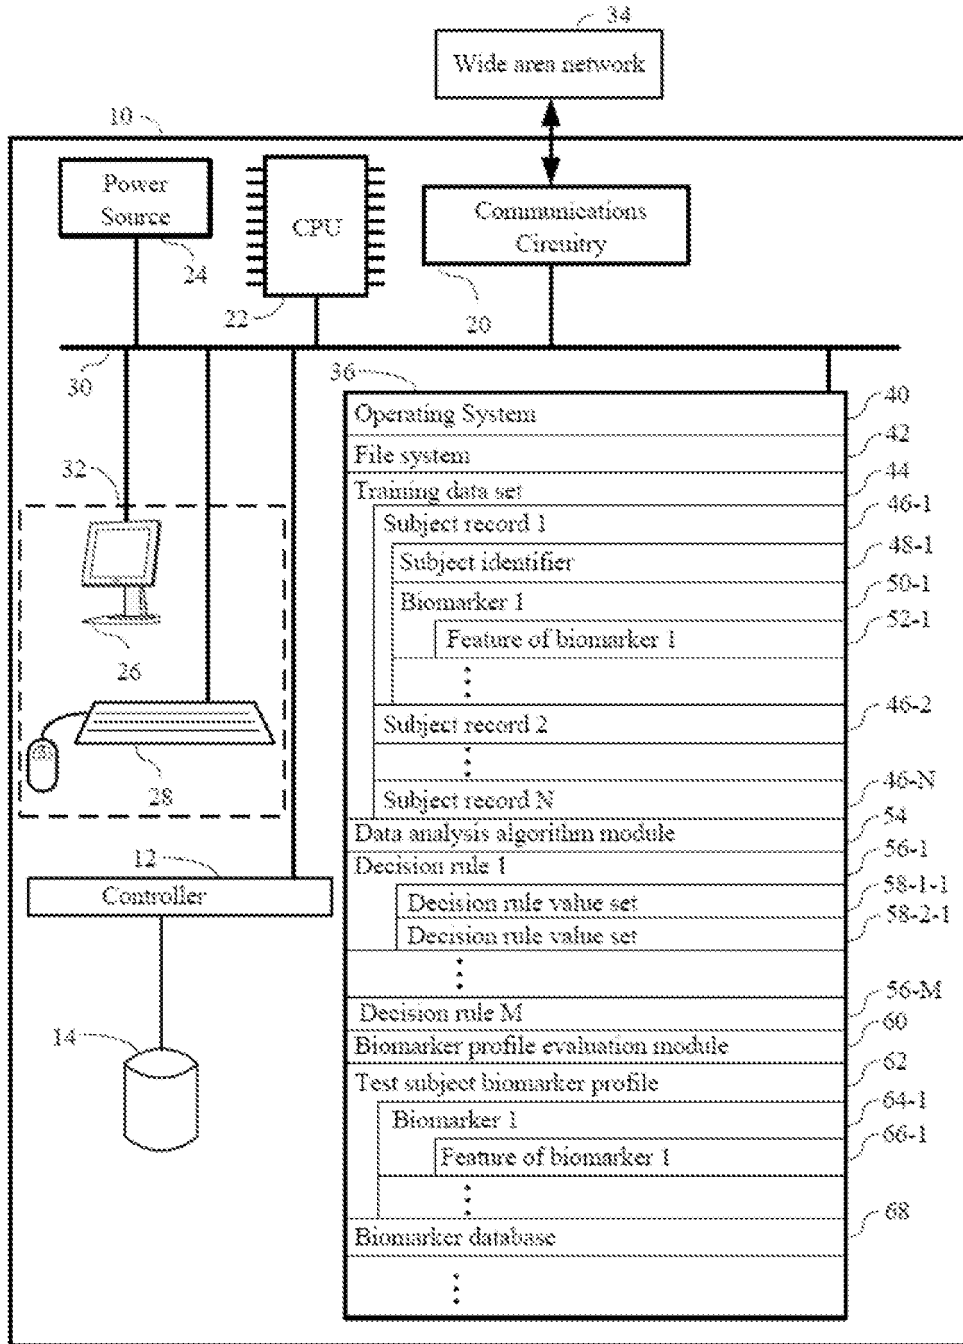 34
Wide area network
10
Power
Source
24
CPU
22
Communications
Circuitry
20
30
36
Operating System
40
File system
42
Training data set
44
Subject record 1
46-1
Subject identifier
48-1
Biomarker 1
50-1
Feature of biomarker 1
52-1
Subject record 2
46-2
Subject record N
46-N
Data analysis algorithm module
54
Decision rule 1
56-1
Decision rule value set
58-1-1
Decision rule value set
58-2-1
Decision rule M
56-M
Biomarker profile evaluation module
60
Test subject biomarker profile
62
Biomarker 1
64-1
Feature of biomarker 1
66-1
Biomarker database
68
32
26
28
12
Controller
14